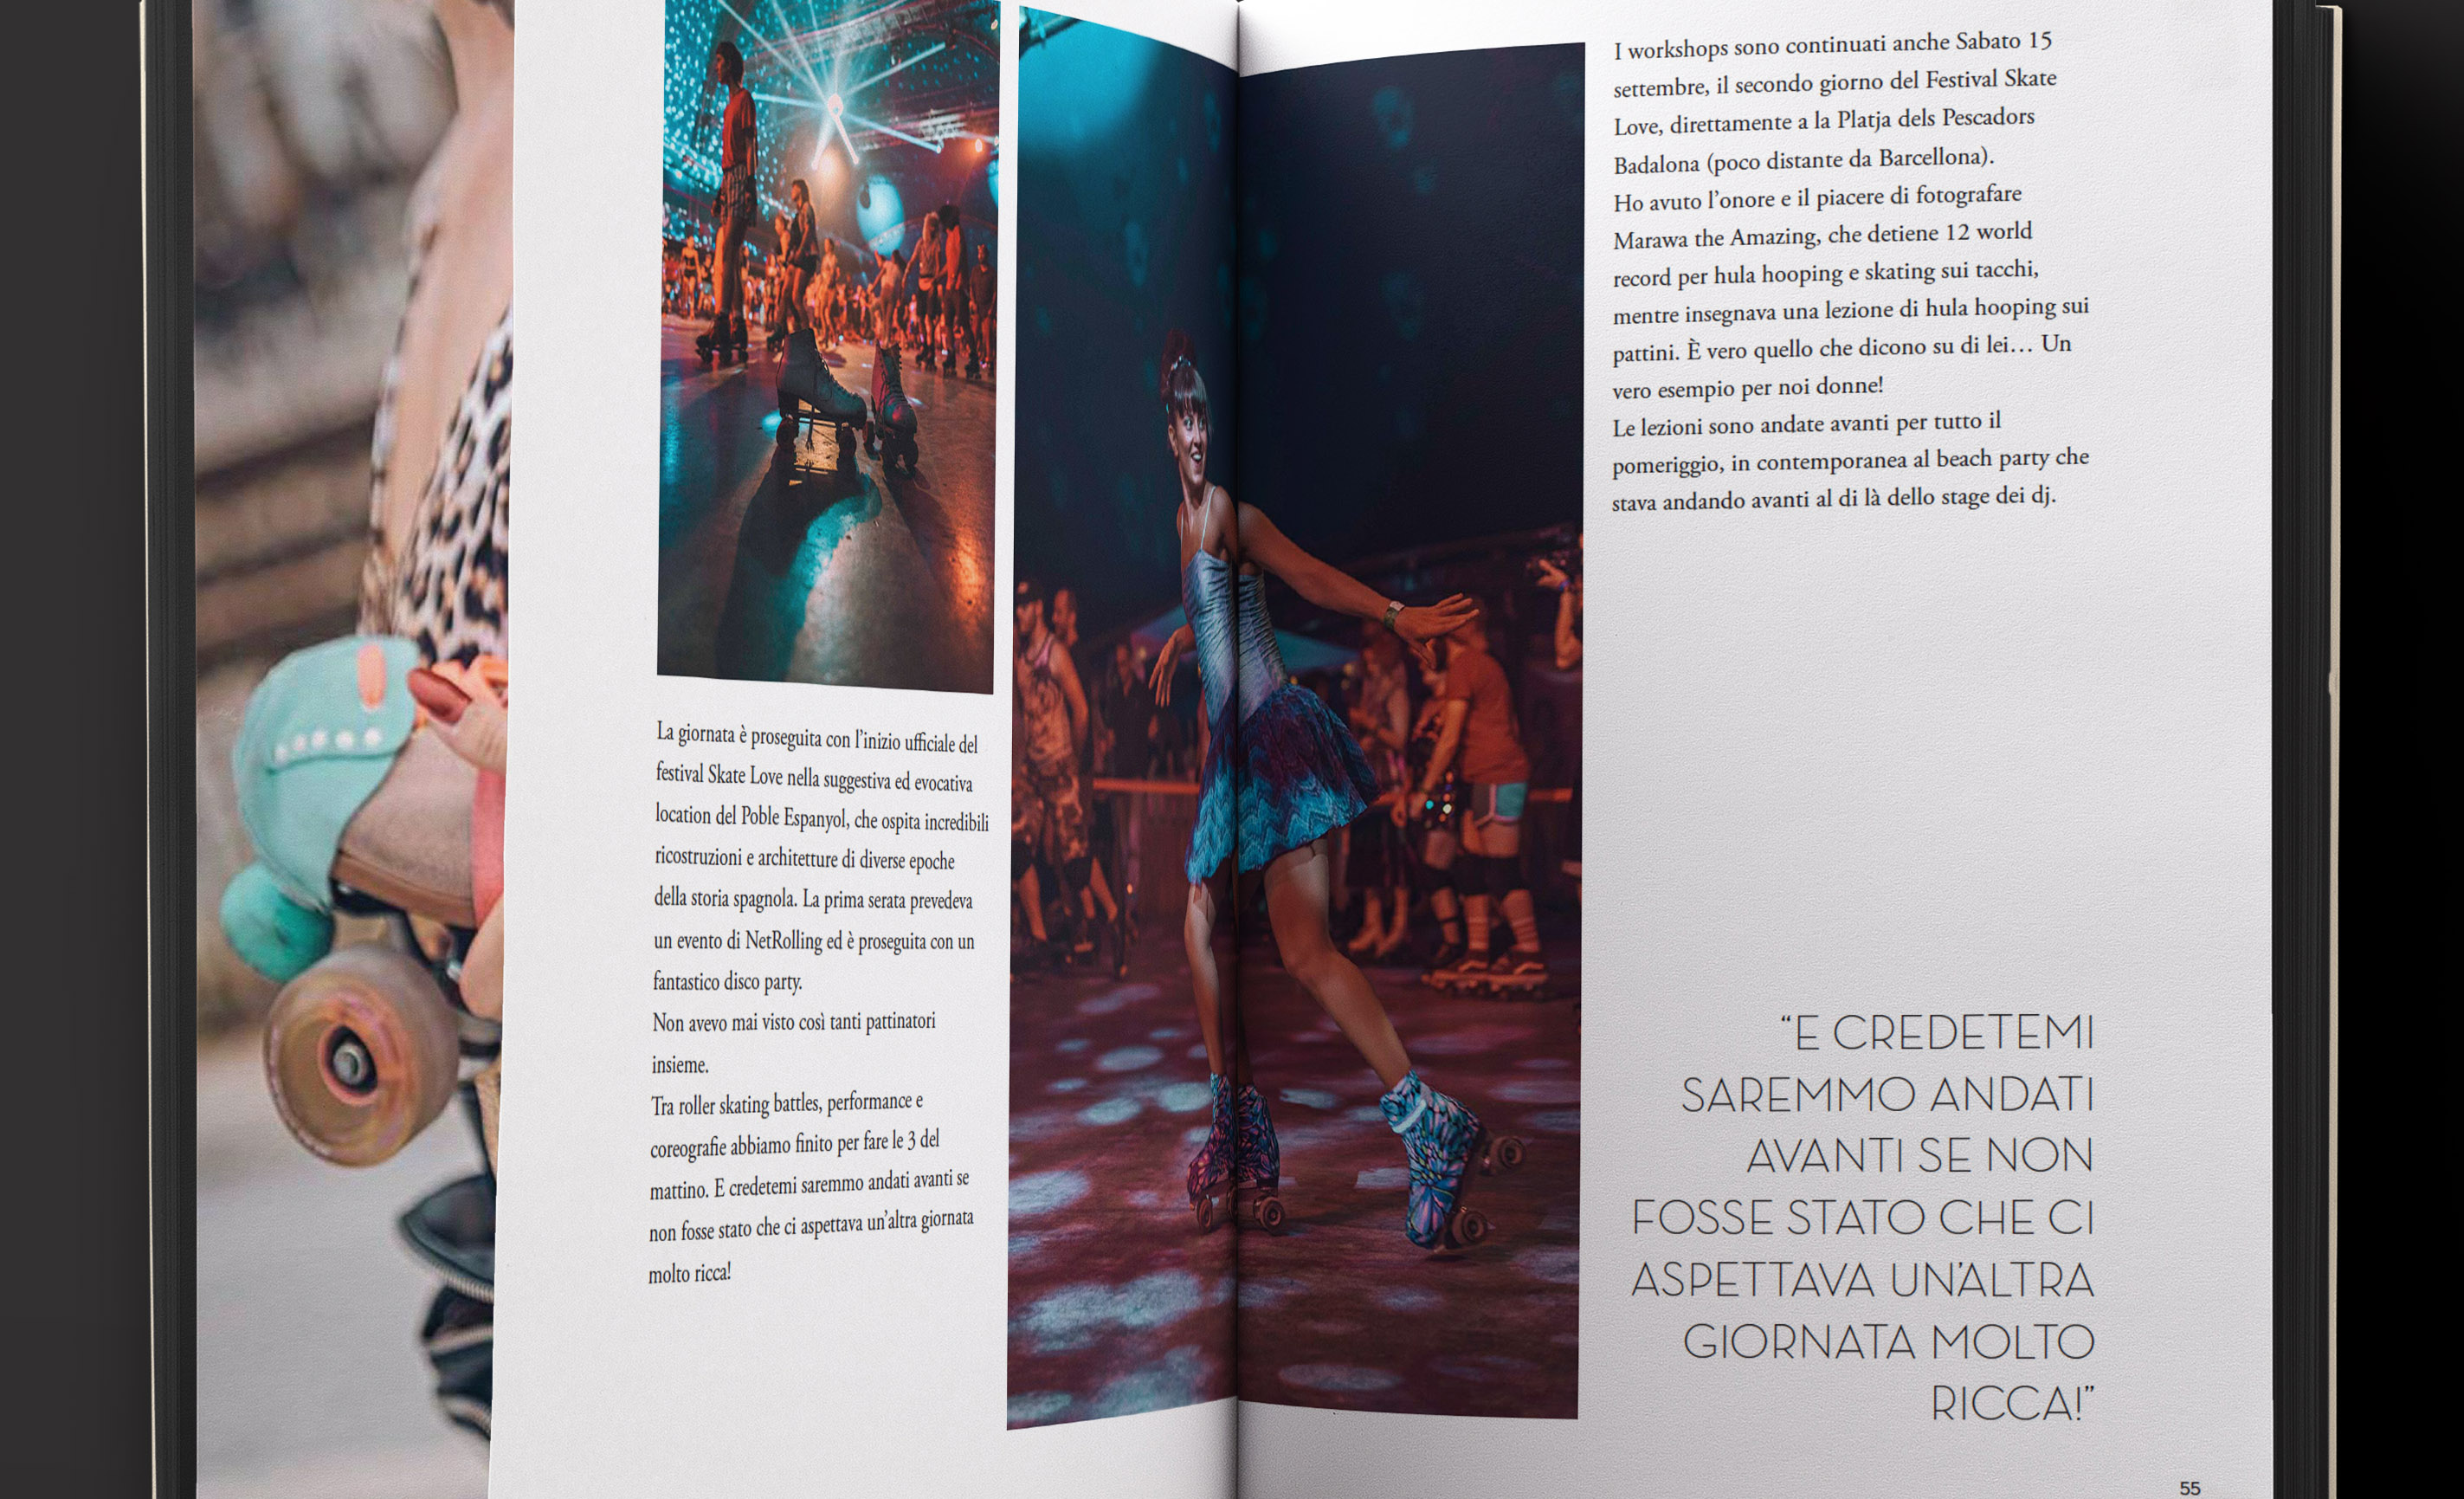 La giornata è proseguita con l'inizio ufficiale del
festival Skate Love nella suggestiva ed evocativa
location del Poble Espanyol, che ospita incredibili
ricostruzioni e architetture di diverse epoche
della storia spagnola. La prima serata prevedeva
un evento di NetRolling ed è proseguita con un
fantastico disco party.
Non avevo mai visto così tanti pattinatori
insieme.
Tra roller skating battles, performance e
coreografie abbiamo finito per fare le 3 del
mattino. E credetemi saremmo andati avanti se
non fosse stato che ci aspettava un'altra giornata
molto ricca!
I workshops sono continuati anche Sabato 15
settembre, il secondo giorno del Festival Skate
Love, direttamente a la Platja dels Pescadors
Badalona (poco distante da Barcellona).
Ho avuto l'onore e il piacere di fotografare
Marawa the Amazing, che detiene 12 world
record per hula hooping e skating sui tacchi,
mentre insegnava una lezione di hula hooping sui
pattini. È vero quello che dicono su di lei… Un
vero esempio per noi donne!
Le lezioni sono andate avanti per tutto il
pomeriggio, in contemporanea al beach party che
stava andando avanti al di là dello stage dei dj.
“E CREDETEMI
SAREMMO ANDATI
AVANTI SE NON
FOSSE STATO CHE CI
ASPETTAVA UN'ALTRA
GIORNATA MOLTO
RICCA!”
55